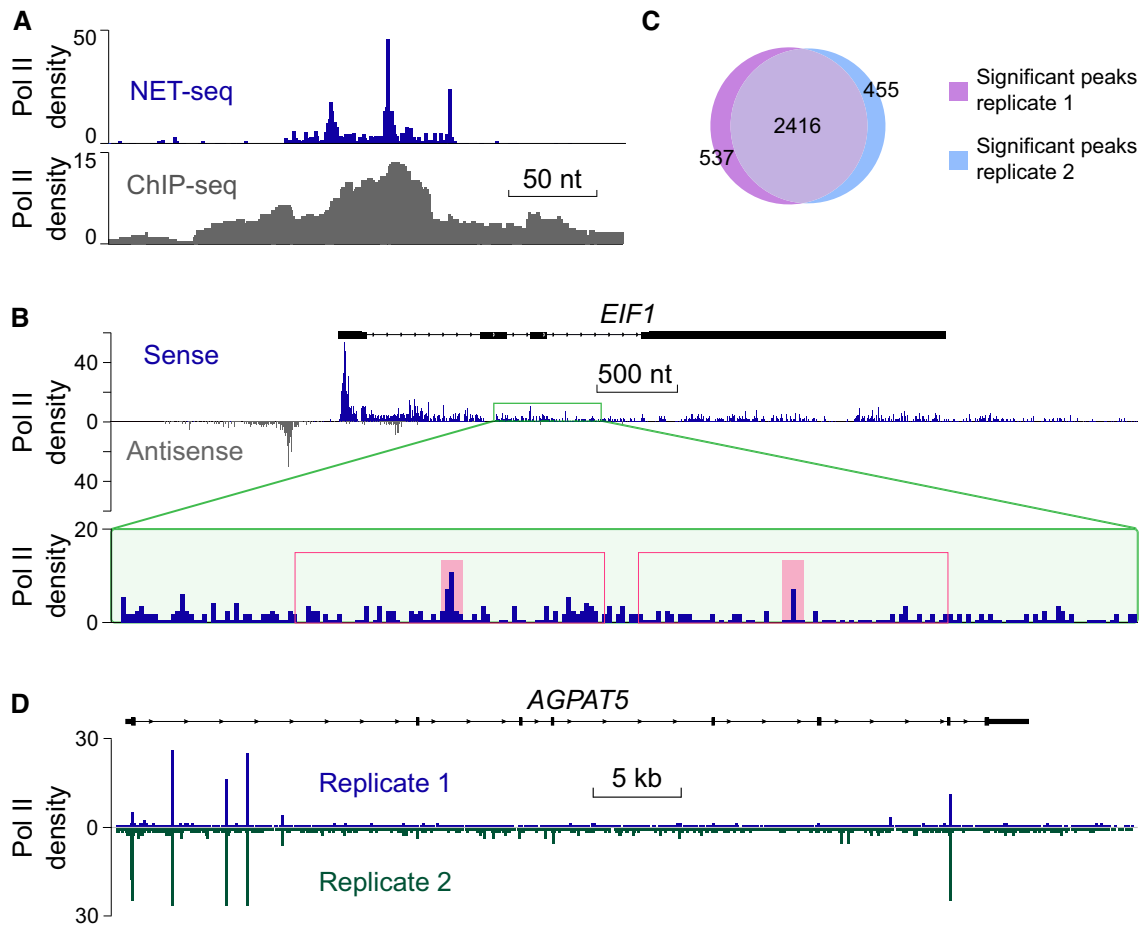 A
50
0
Pol II
density
NET-seq
15
0
Pol II
density
ChIP-seq
50 nt
C
455
2416
537
Significant peaks
replicate 1
Significant peaks
replicate 2
B
EIF1
Sense
500 nt
40
0
40
Pol II
density
Antisense
20
0
Pol II
density
D
AGPAT5
30
0
30
Pol II
density
Replicate 1
5 kb
Replicate 2